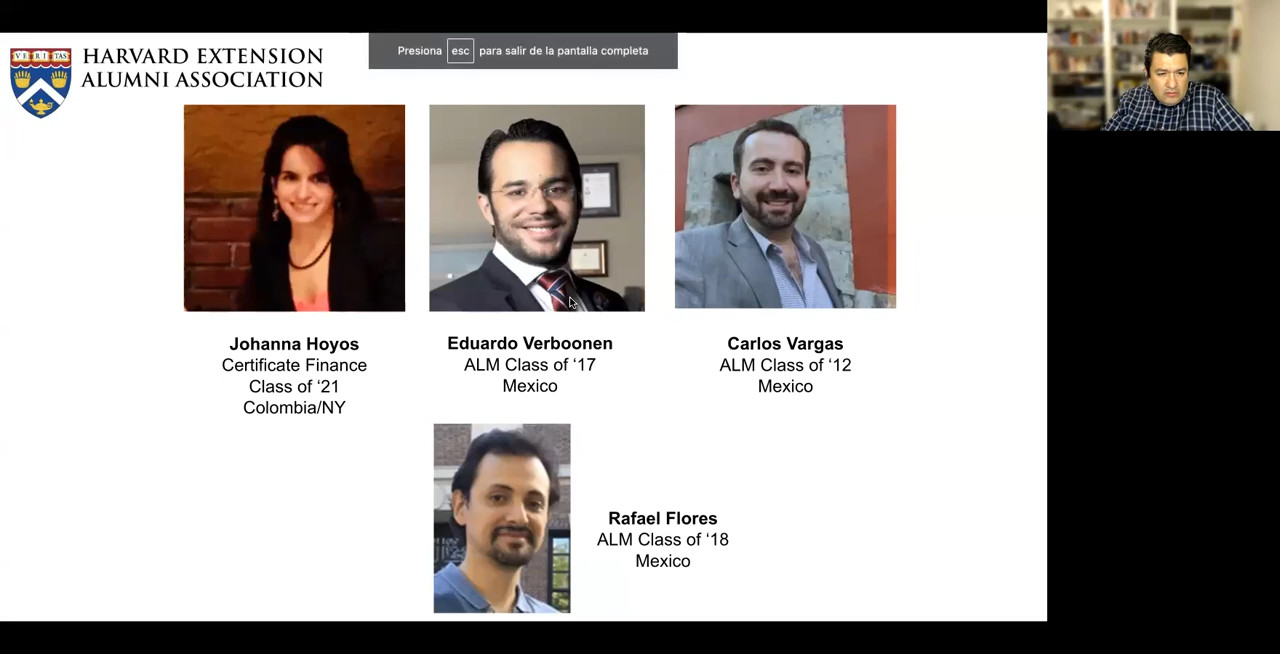 VERITAS
HARVARD EXTENSION
ALUMNI ASSOCIATION
Presiona esc para salir de la pantalla completa
Johanna Hoyos
Certificate Finance
Class of ‘21
Colombia/NY
Eduardo Verboonen
ALM Class of ‘17
Mexico
Carlos Vargas
ALM Class of ‘12
Mexico
Rafael Flores
ALM Class of ‘18
Mexico